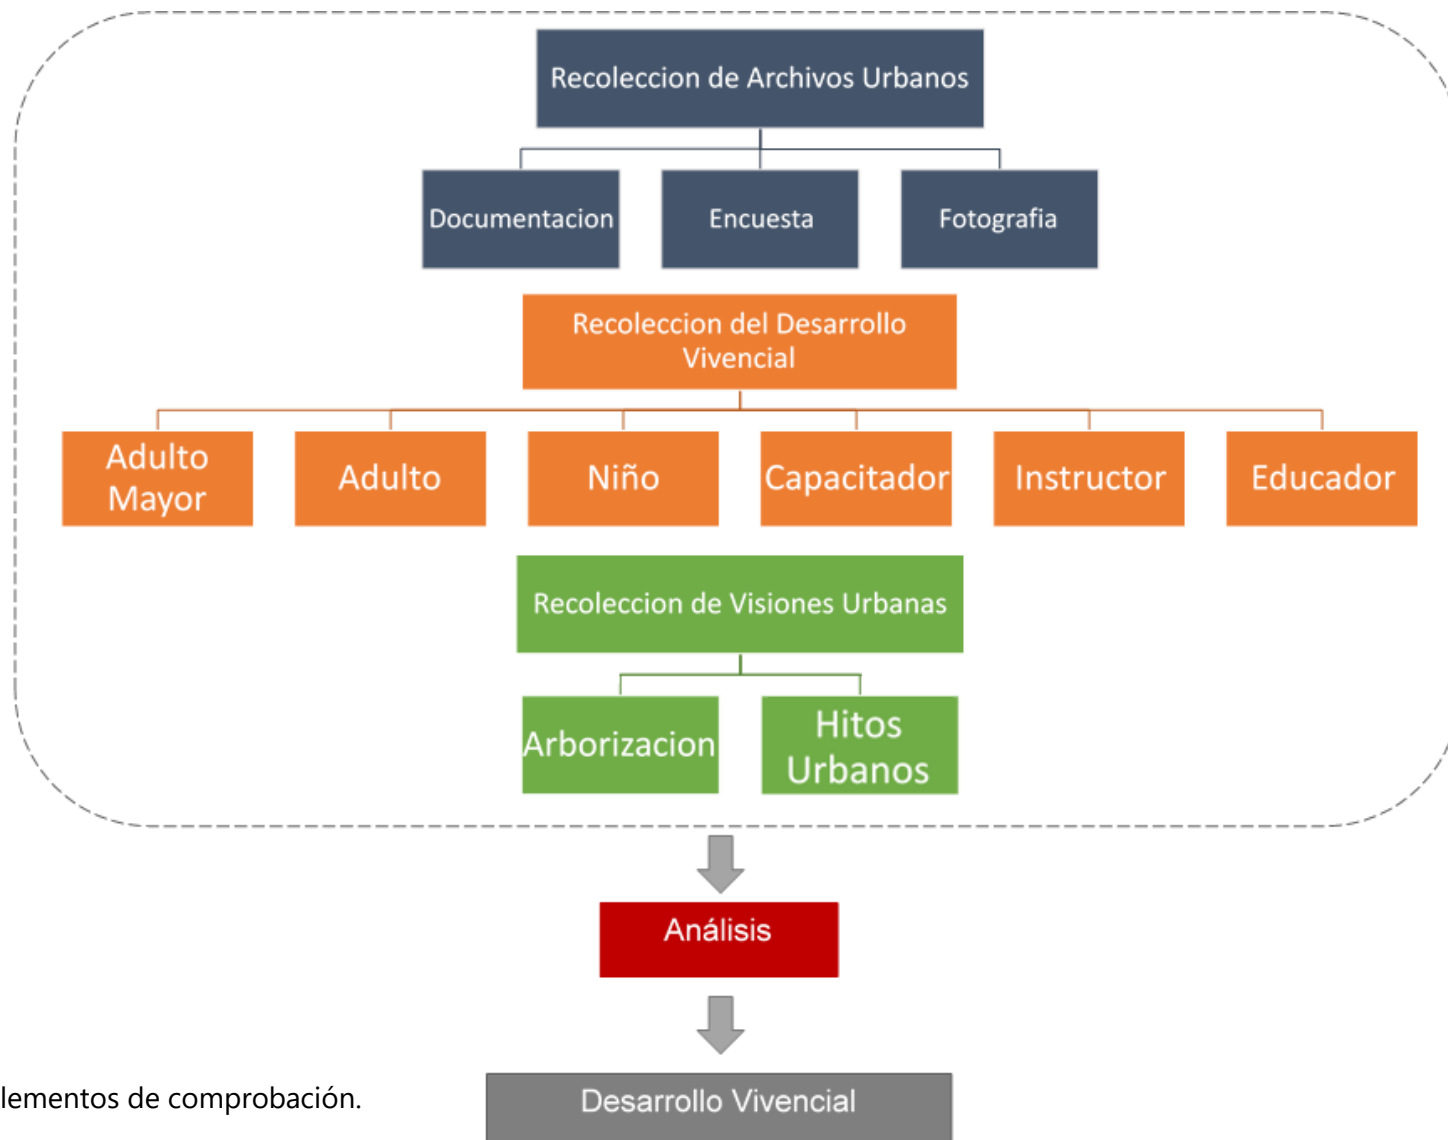 Recoleccion de Archivos Urbanos
Documentacion
Encuesta
Fotografia
Recoleccion del Desarrollo
Vivencial
Adulto
Mayor
Adulto
Niño
Capacitador
Instructor
Educador
Recoleccion de Visiones Urbanas
Arborizacion
Hitos
Urbanos
Análisis
lementos de comprobación.
Desarrollo Vivencial